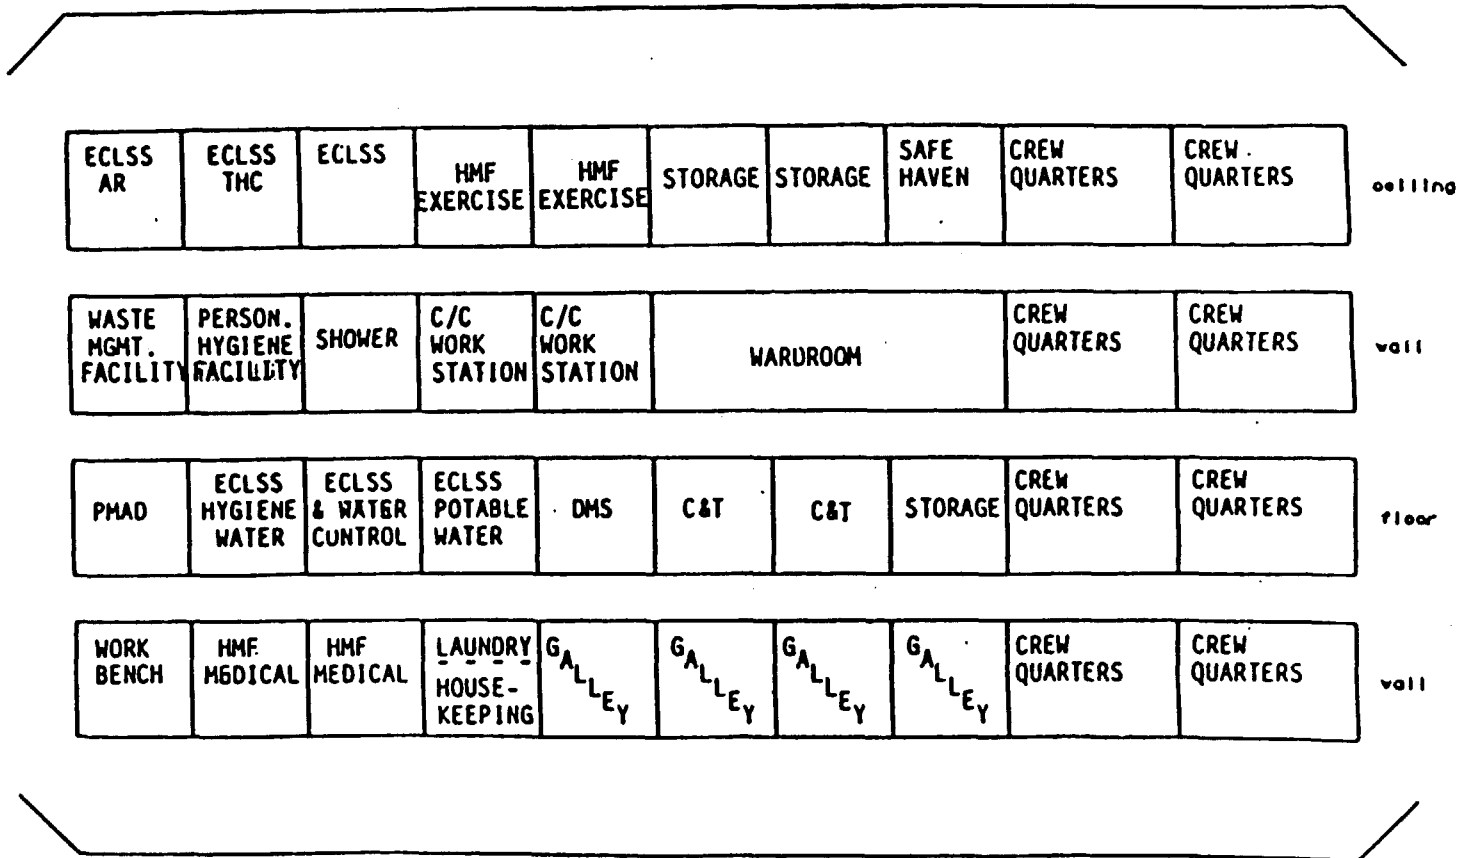 ECLSS
AR
ECLSS
THC
ECLSS
HMF
EXERCISE
HMF
EXERCISE
STORAGE
STORAGE
SAFE
HAVEN
CREW
QUARTERS
CREW
QUARTERS
ceiling
WASTE
MGMT.
FACILITY
PERSON.
HYGIENE
FACILITY
SHOWER
C/C
WORK
STATION
C/C
WORK
STATION
WARDROOM
CREW
QUARTERS
CREW
QUARTERS
wall
PMAD
ECLSS
HYGIENE
WATER
ECLSS
& WATER
CONTROL
ECLSS
POTABLE
WATER
DMS
C&T
C&T
STORAGE
CREW
QUARTERS
CREW
QUARTERS
floor
WORK
BENCH
HMF
MEDICAL
HMF
MEDICAL
LAUNDRY
HOUSE-
KEEPING
GALLEY
GALLEY
GALLEY
GALLEY
CREW
QUARTERS
CREW
QUARTERS
wall